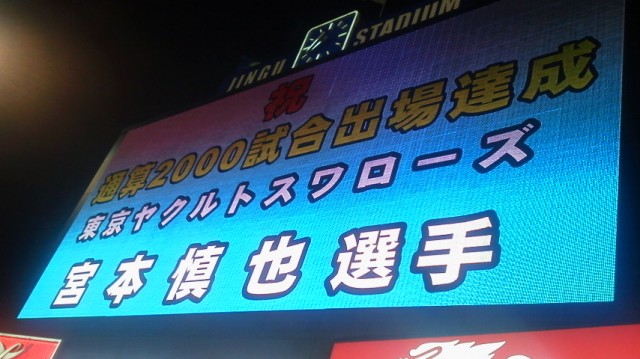 JINGU STADIUM
祝
通算2000試合出場達成
東京ヤクルトスワローズ
宮本慎也選手